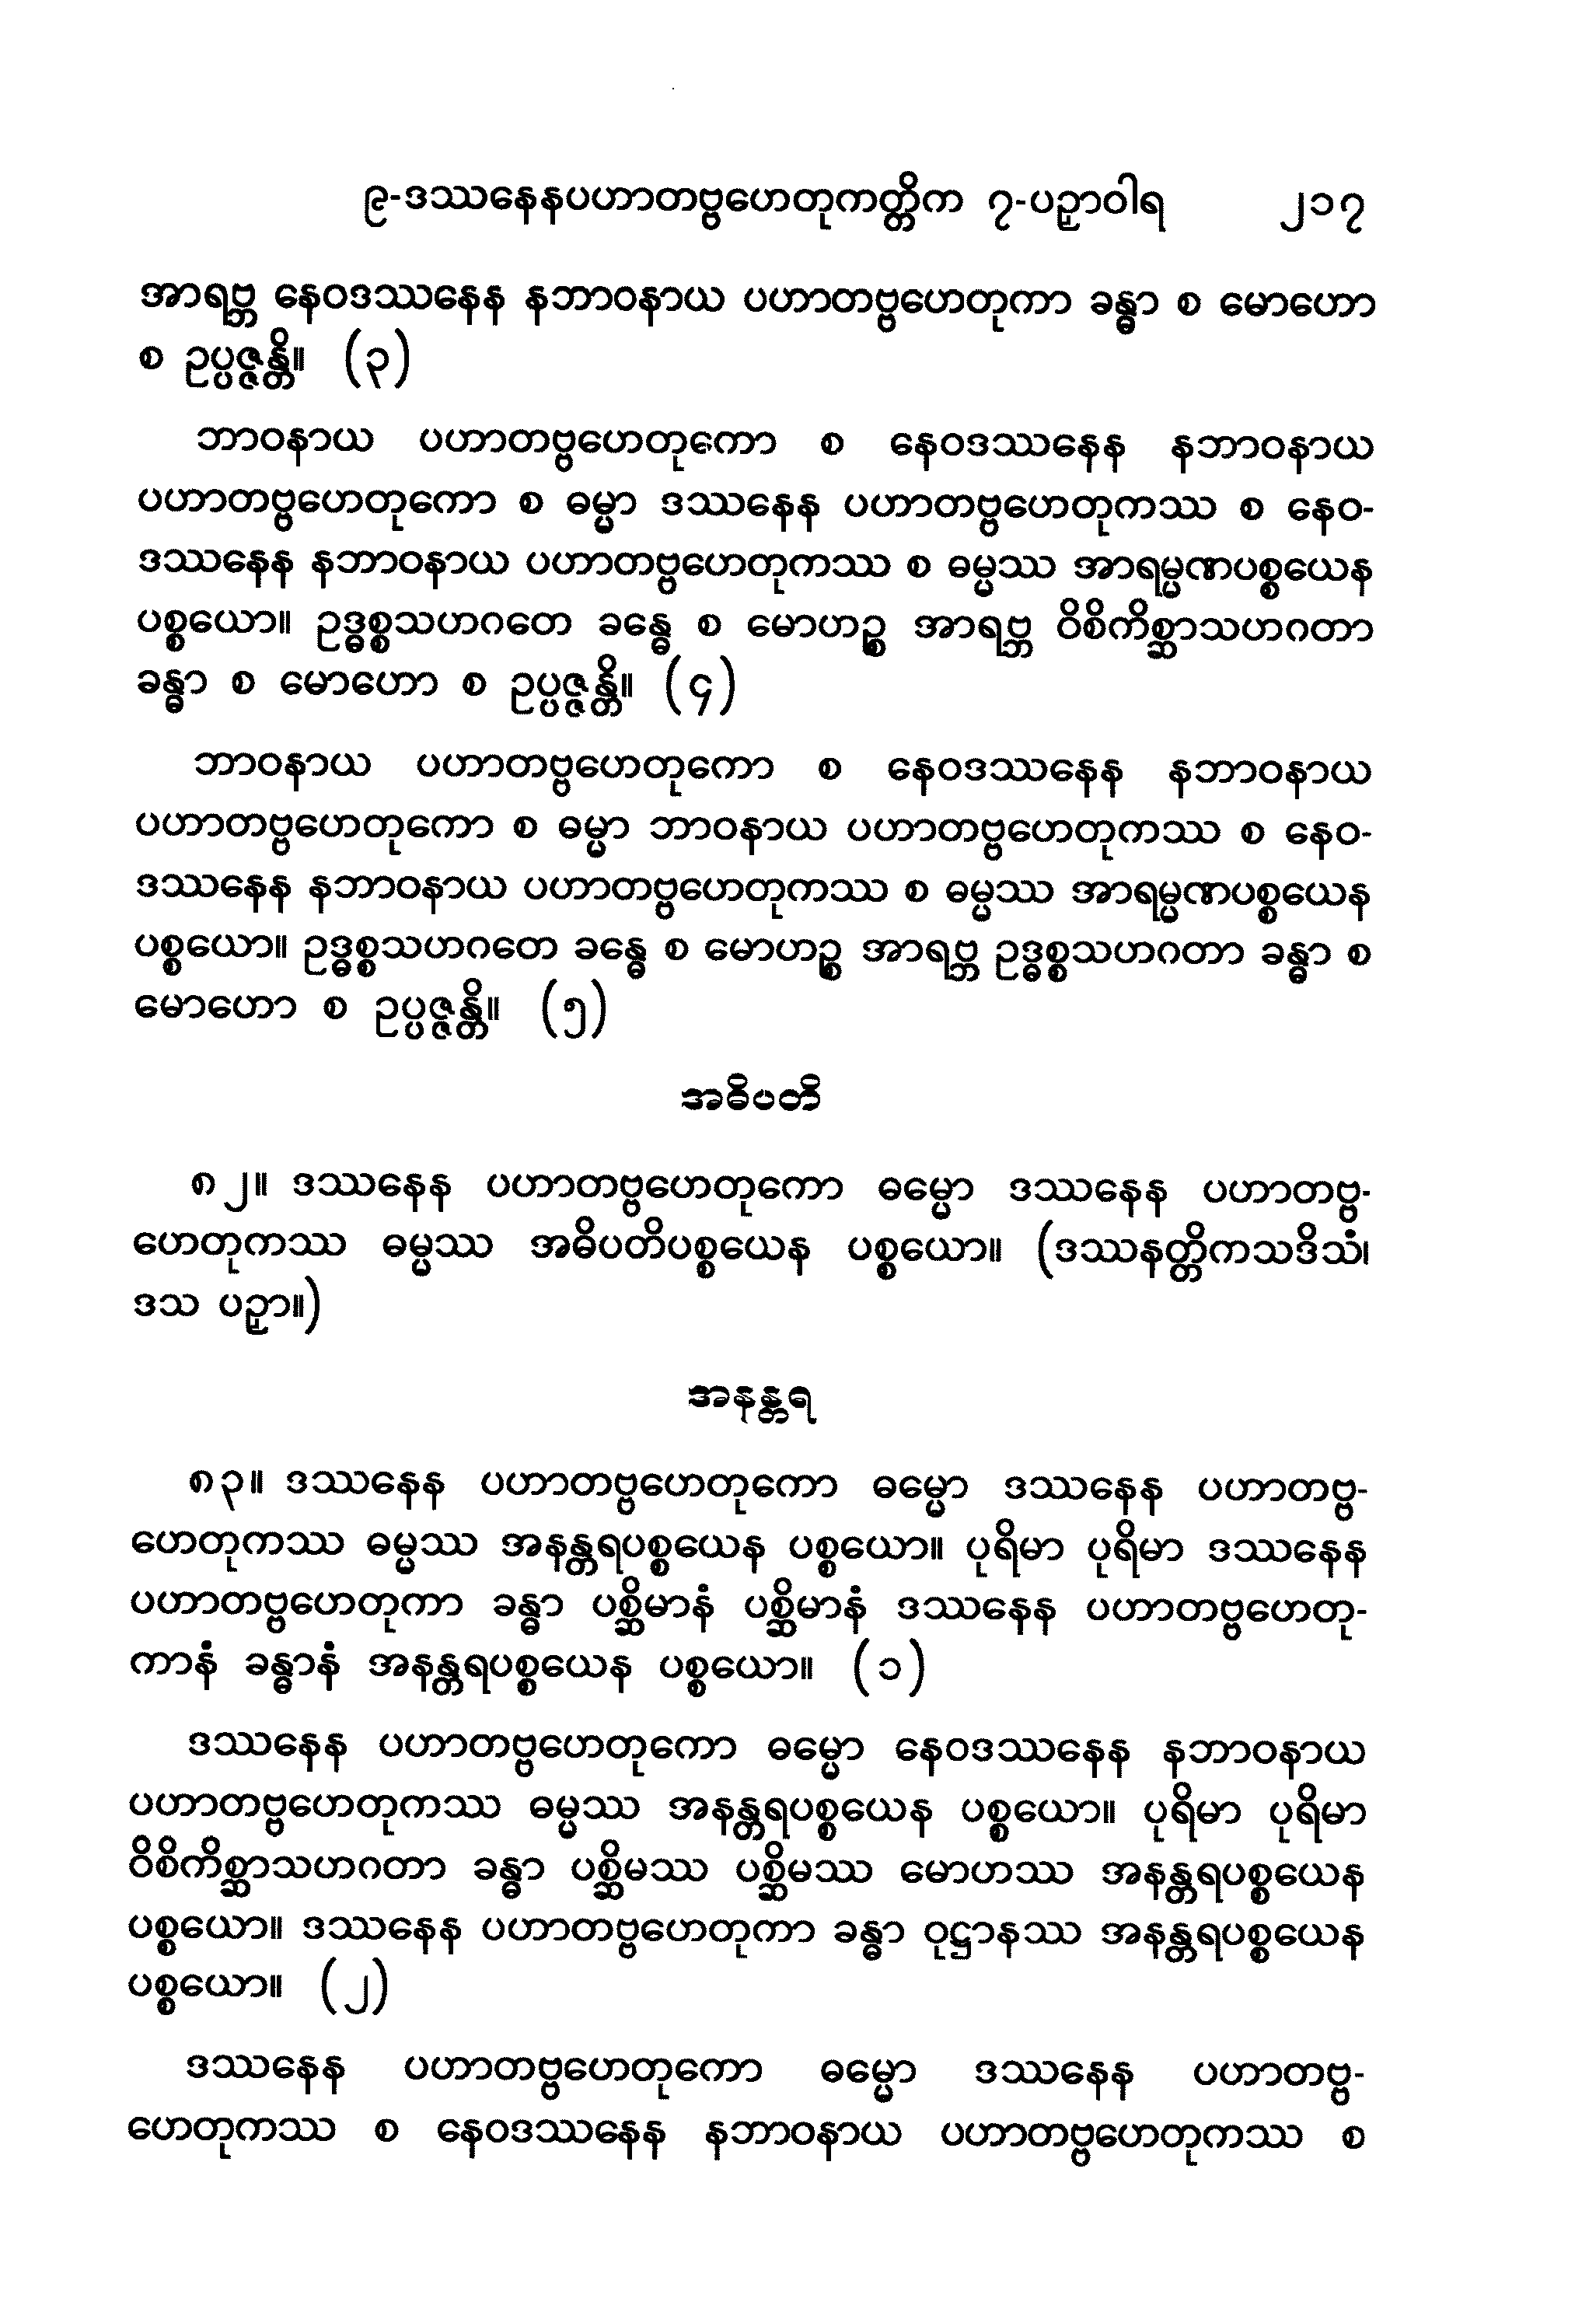 ၉-ဒဿနေနပဟာတဗ္ဗဟေတုကတ္တိက ၇-ပဉှာဝါရ ၂၁၇
အာရဗ္ဘ နေဝဒဿနေန နဘာဝနာယ ပဟာတဗ္ဗဟေတုကာ ခန္ဓာ စ မောဟော
စ ဥပ္ပဇ္ဇန္တိ။ (၃)
ဘာဝနာယ ပဟာတဗ္ဗဟေတုကော စ နေဝဒဿနေန နဘာဝနာယ
ပဟာတဗ္ဗဟေတုကော စ ဓမ္မာ ဒဿနေန ပဟာတဗ္ဗဟေတုကဿ စ နေဝ-
ဒဿနေန နဘာဝနာယ ပဟာတဗ္ဗဟေတုကဿ စ ဓမ္မဿ အာရမ္မဏပစ္စယေန
ပစ္စယော။ ဥဒ္ဓစ္စသဟဂတေ ခန္ဓေ စ မောဟဉ္စ အာရဗ္ဘ ဝိစိကိစ္ဆာသဟဂတာ
ခန္ဓာ စ မောဟော စ ဥပ္ပဇ္ဇန္တိ။ (၄)
ဘာဝနာယ ပဟာတဗ္ဗဟေတုကော စ နေဝဒဿနေန နဘာဝနာယ
ပဟာတဗ္ဗဟေတုကော စ ဓမ္မာ ဘာဝနာယ ပဟာတဗ္ဗဟေတုကဿ စ နေဝ-
ဒဿနေန နဘာဝနာယ ပဟာတဗ္ဗဟေတုကဿ စ ဓမ္မဿ အာရမ္မဏပစ္စယေန
ပစ္စယော။ ဥဒ္ဓစ္စသဟဂတေ ခန္ဓေ စ မောဟဉ္စ အာရဗ္ဘ ဥဒ္ဓစ္စသဟဂတာ ခန္ဓာ စ
မောဟော စ ဥပ္ပဇ္ဇန္တိ။ (၅)
အဓိပတိ
၈၂။ ဒဿနေန ပဟာတဗ္ဗဟေတုကော ဓမ္မော ဒဿနေန ပဟာတဗ္ဗ-
ဟေတုကဿ ဓမ္မဿ အဓိပတိပစ္စယေန ပစ္စယော။ (ဒဿနတ္တိကသဒိသံ၊
ဒသ ပဉှာ။)
အနန္တရ
၈၃။ ဒဿနေန ပဟာတဗ္ဗဟေတုကော ဓမ္မော ဒဿနေန ပဟာတဗ္ဗ-
ဟေတုကဿ ဓမ္မဿ အနန္တရပစ္စယေန ပစ္စယော။ ပုရိမာ ပုရိမာ ဒဿနေန
ပဟာတဗ္ဗဟေတုကာ ခန္ဓာ ပစ္ဆိမာနံ ပစ္ဆိမာနံ ဒဿနေန ပဟာတဗ္ဗဟေတု-
ကာနံ ခန္ဓာနံ အနန္တရပစ္စယေန ပစ္စယော။ (၁)
ဒဿနေန ပဟာတဗ္ဗဟေတုကော ဓမ္မော နေဝဒဿနေန နဘာဝနာယ
ပဟာတဗ္ဗဟေတုကဿ ဓမ္မဿ အနန္တရပစ္စယေန ပစ္စယော။ ပုရိမာ ပုရိမာ
ဝိစိကိစ္ဆာသဟဂတာ ခန္ဓာ ပစ္ဆိမဿ ပစ္ဆိမဿ မောဟဿ အနန္တရပစ္စယေန
ပစ္စယော။ ဒဿနေန ပဟာတဗ္ဗဟေတုကာ ခန္ဓာ ဝုဋ္ဌာနဿ အနန္တရပစ္စယေန
ပစ္စယော။ (၂)
ဒဿနေန ပဟာတဗ္ဗဟေတုကော ဓမ္မော ဒဿနေန ပဟာတဗ္ဗ-
ဟေတုကဿ စ နေဝဒဿနေန နဘာဝနာယ ပဟာတဗ္ဗဟေတုကဿ စ